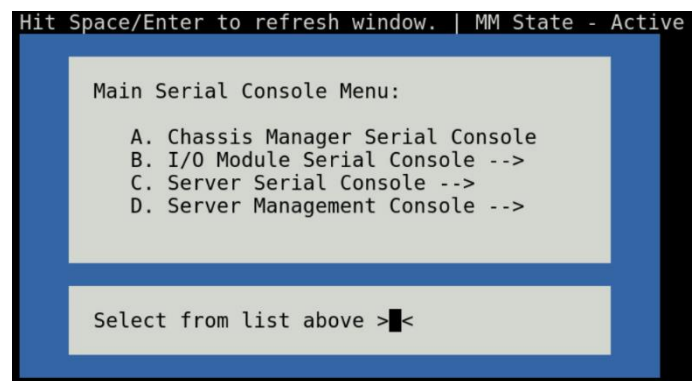 Hit Space/Enter to refresh window. | MM State - Active
Main Serial Console Menu:
A. Chassis Manager Serial Console
B. I/O Module Serial Console -->
C. Server Serial Console -->
D. Server Management Console -->
Select from list above > <